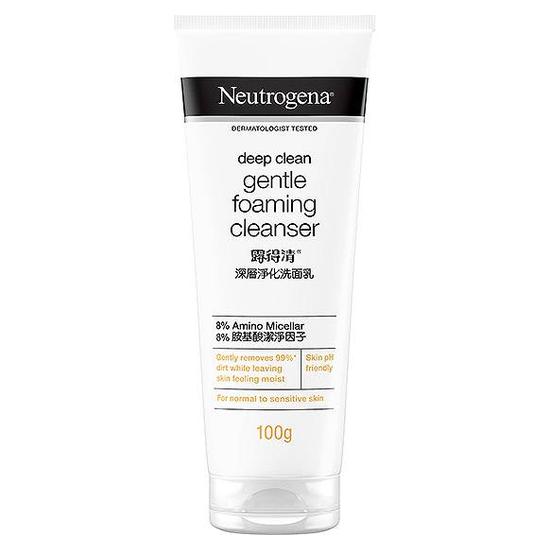 Neutrogena®
DERMATOLOGIST TESTED
deep clean
gentle
foaming
cleanser
露得清®
深層淨化洗面乳
8% Amino Micellar
8% 胺基酸潔淨因子
Gently removes 99%*
dirt while leaving
skin feeling moist
Skin pH
friendly
For normal to sensitive skin
100g